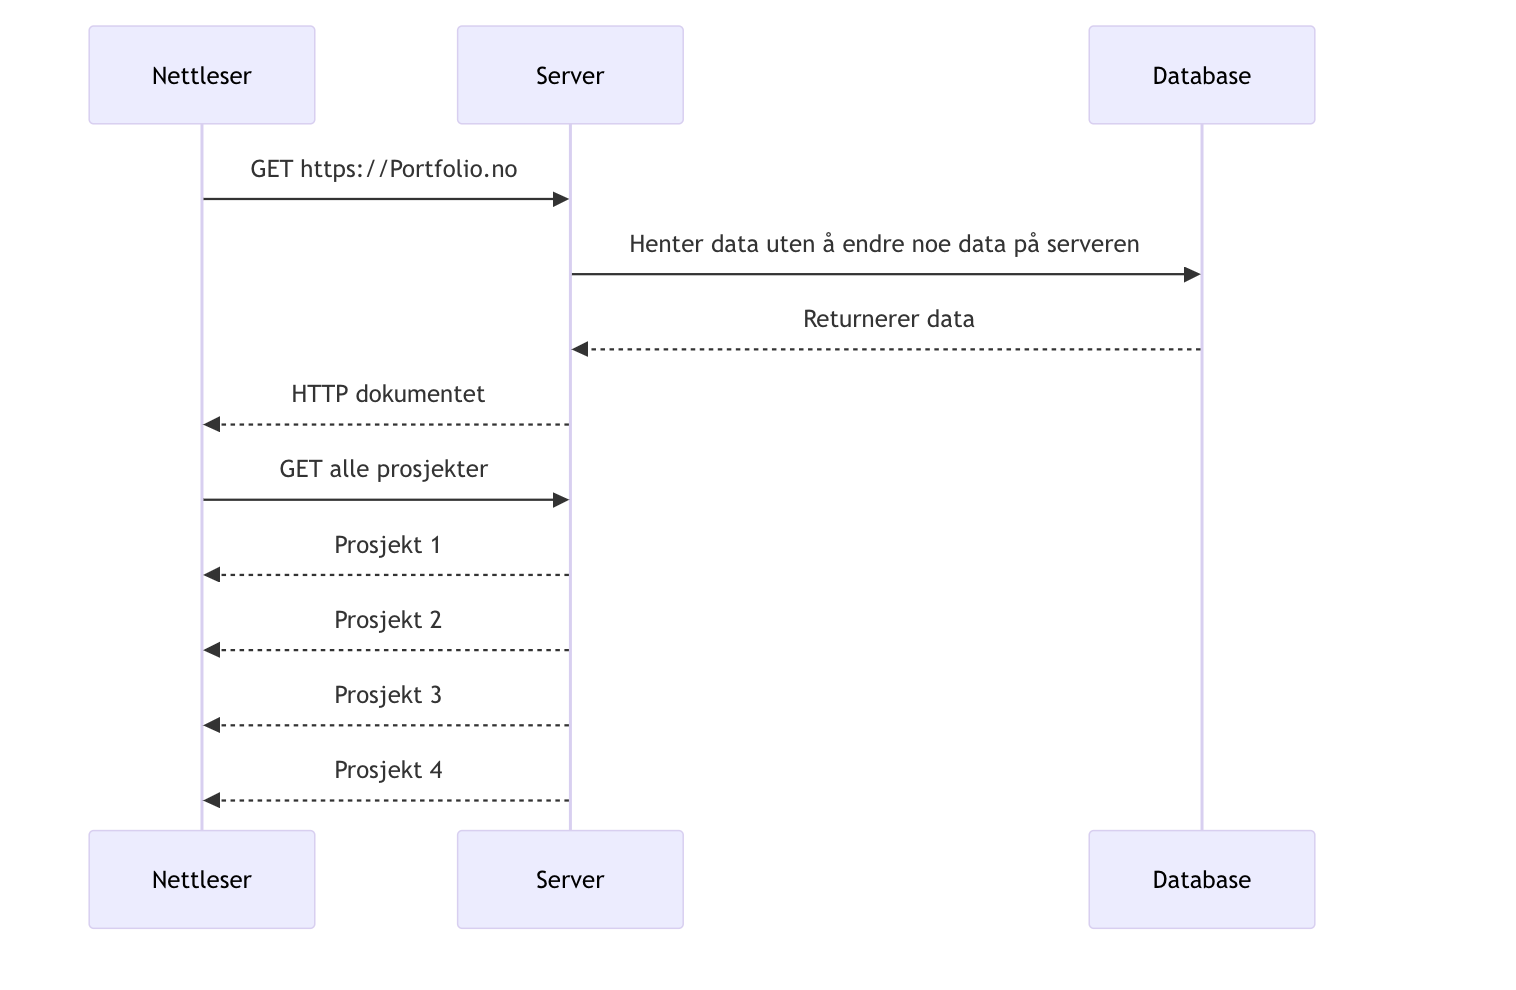 Nettleser
Server
Database
GET https://Portfolio.no
Henter data uten å endre noe data på serveren
Returnerer data
HTTP dokumentet
GET alle prosjekter
Prosjekt 1
Prosjekt 2
Prosjekt 3
Prosjekt 4
Nettleser
Server
Database